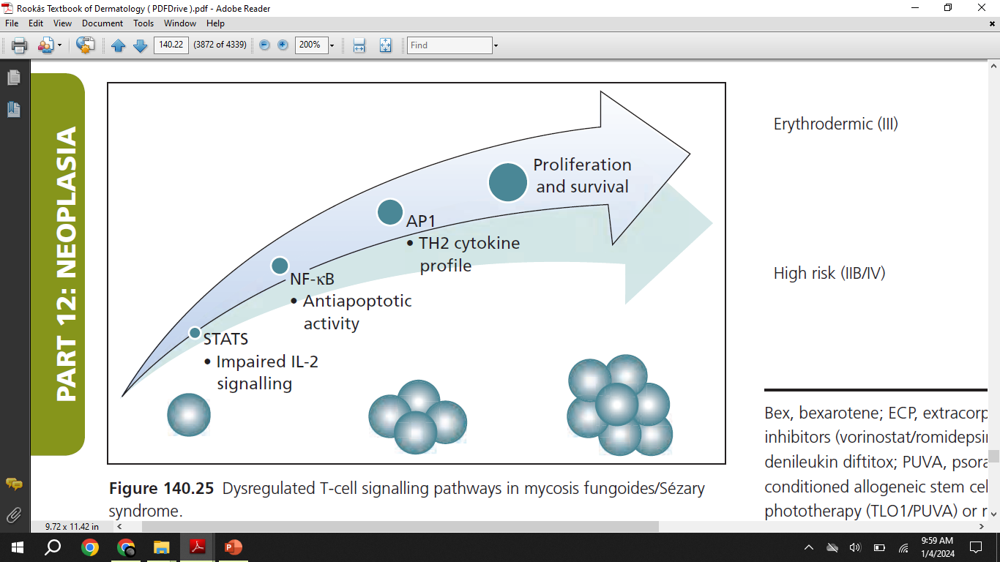 Rookâs Textbook of Dermatology ( PDFDrive ).pdf - Adobe Reader
File Edit View Document Tools Window Help
140.22 (3872 of 4339) 200% Find
PART 12: NEOPLASIA
Proliferation
and survival
AP1
• TH2 cytokine
profile
NF-κB
• Antiapoptotic
activity
STATS
• Impaired IL-2
signalling
Figure 140.25 Dysregulated T-cell signalling pathways in mycosis fungoides/Sézary
syndrome.
Erythrodermic (III)
High risk (IIB/IV)
Bex, bexarotene; ECP, extracorp
inhibitors (vorinostat/romidepsin
denileukin diftitox; PUVA, psora
conditioned allogeneic stem cel
phototherapy (TLO1/PUVA) or r
9.72 x 11.42 in
9:59 AM
1/4/2024